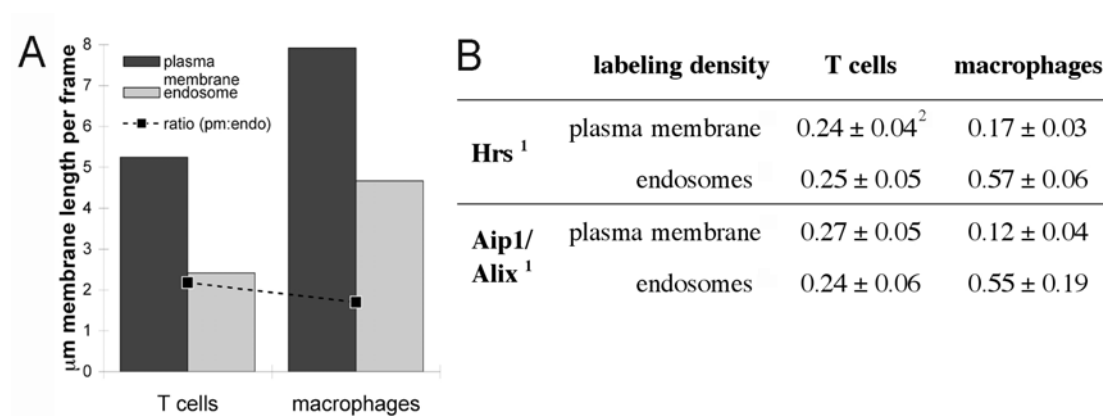 A
μm membrane length per frame
8
7
6
5
4
3
2
1
0
plasma
membrane
endosome
ratio (pm:endo)
T cells macrophages
B
labeling density T cells macrophages
Hrs 1
plasma membrane 0.24 ± 0.04 2 0.17 ± 0.03
endosomes 0.25 ± 0.05 0.57 ± 0.06
Aip1/
Alix 1
plasma membrane 0.27 ± 0.05 0.12 ± 0.04
endosomes 0.24 ± 0.06 0.55 ± 0.19